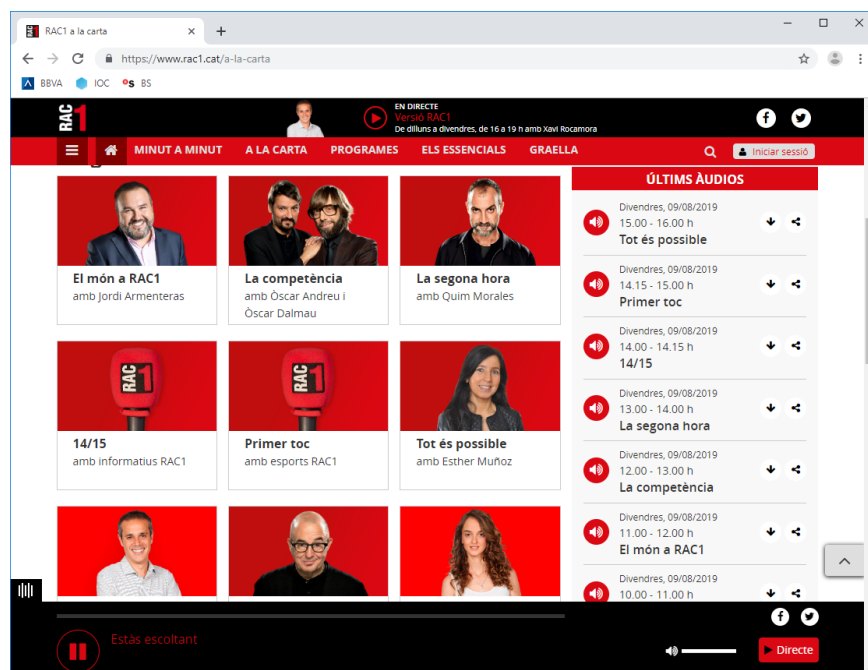 RAC1 a la carta
https://www.rac1.cat/a-la-carta
BBVA IOC BS
RAC1
EN DIRECTE
Versió RAC1
De dilluns a divendres, de 16 a 19 h amb Xavi Rocamora
MINUT A MINUT A LA CARTA PROGRAMES ELS ESSENCIALS GRAELLA Iniciar sessió
El món a RAC1
amb Jordi Armenteras
La competència
amb Òscar Andreu i
Òscar Dalmau
La segona hora
amb Quim Morales
RAC1
14/15
amb informatius RAC1
RAC1
Primer toc
amb esports RAC1
Tot és possible
amb Esther Muñoz
ÚLTIMS ÀUDIOS
Divendres, 09/08/2019
15.00 - 16.00 h
Tot és possible
Divendres, 09/08/2019
14.15 - 15.00 h
Primer toc
Divendres, 09/08/2019
14.00 - 14.15 h
14/15
Divendres, 09/08/2019
13.00 - 14.00 h
La segona hora
Divendres, 09/08/2019
12.00 - 13.00 h
La competència
Divendres, 09/08/2019
11.00 - 12.00 h
El món a RAC1
Divendres, 09/08/2019
10.00 - 11.00 h
Estàs escoltant
Directe